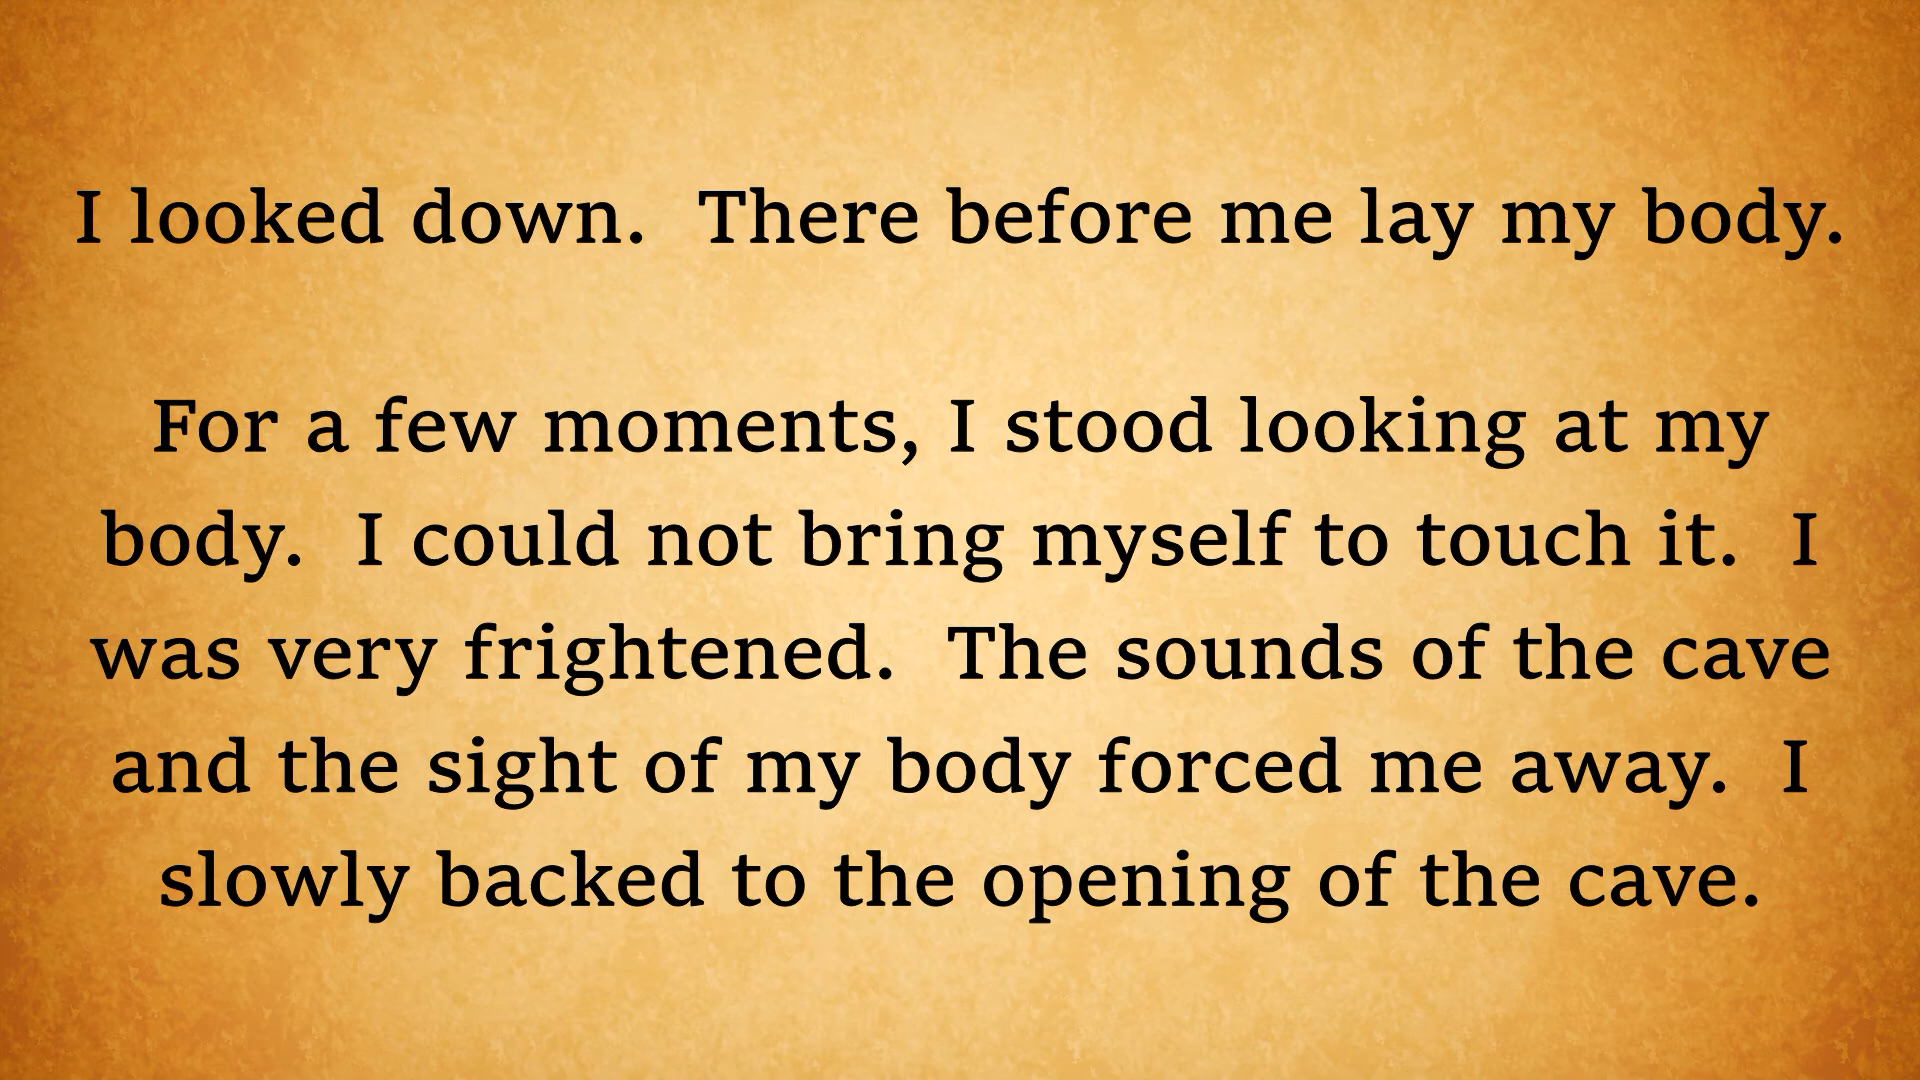 I looked down.  There before me lay my body.
For a few moments, I stood looking at my
body.  I could not bring myself to touch it.  I
was very frightened.  The sounds of the cave
and the sight of my body forced me away.  I
slowly backed to the opening of the cave.